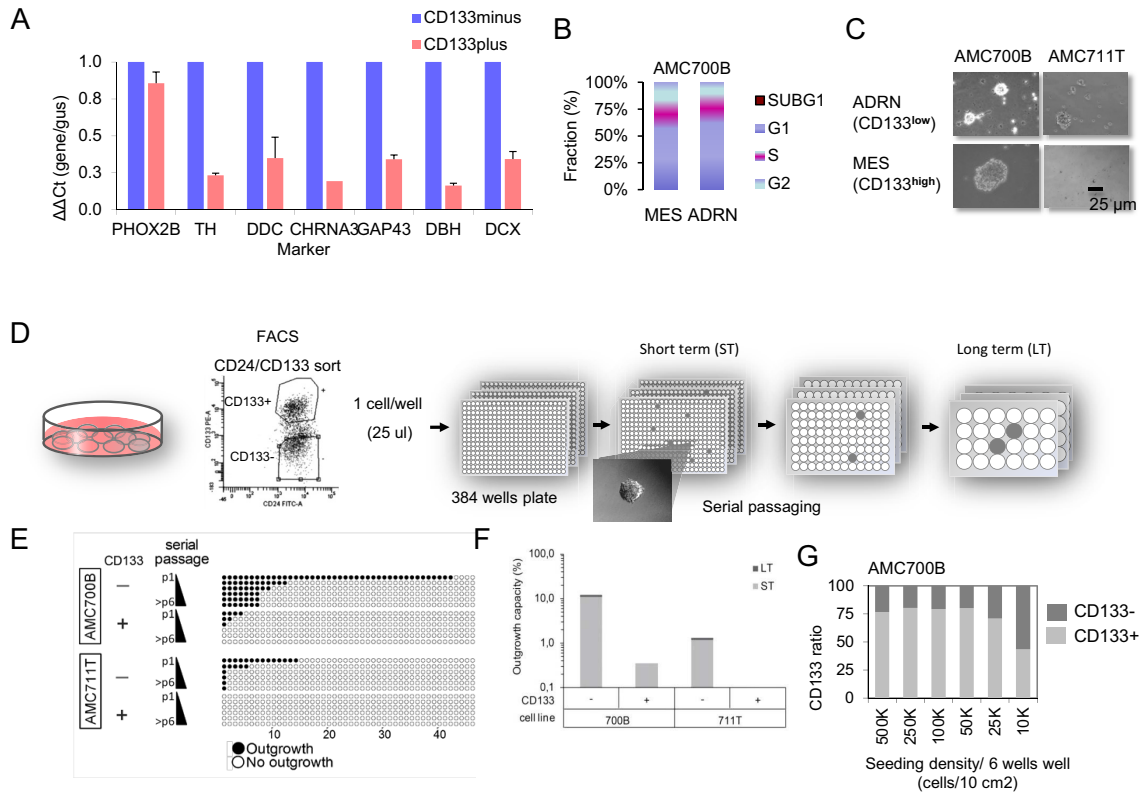 A
CD133minus
CD133plus
ΔΔCt (gene/gus)
1.0
0.9
0.6
0.3
0.0
PHOX2B TH DDC CHRNA3 GAP43 DBH DCX
Marker
B
AMC700B
Fraction (%)
100%
75%
50%
25%
0%
MES ADRN
SUBG1
G1
S
G2
C
AMC700B AMC711T
ADRN
(CD133low)
MES
(CD133high)
25 µm
D
FACS
CD24/CD133 sort
CD133+
CD133-
CD133 PE-A
CD24 FITC-A
1 cell/well
(25 ul)
384 wells plate
Short term (ST)
Serial passaging
Long term (LT)
E
CD133
serial
passage
AMC700B
−
p1
>p6
+
p1
>p6
AMC711T
−
p1
>p6
+
p1
>p6
10 20 30 40
Outgrowth
No outgrowth
F
Outgrowth capacity (%)
100,0
10,0
1,0
0,1
LT
ST
CD133 - + - +
cell line 700B 711T
G
AMC700B
CD133 ratio
100
75
50
25
0
CD133-
CD133+
500K 250K 100K 50K 25K 10K
Seeding density/ 6 wells well
(cells/10 cm2)